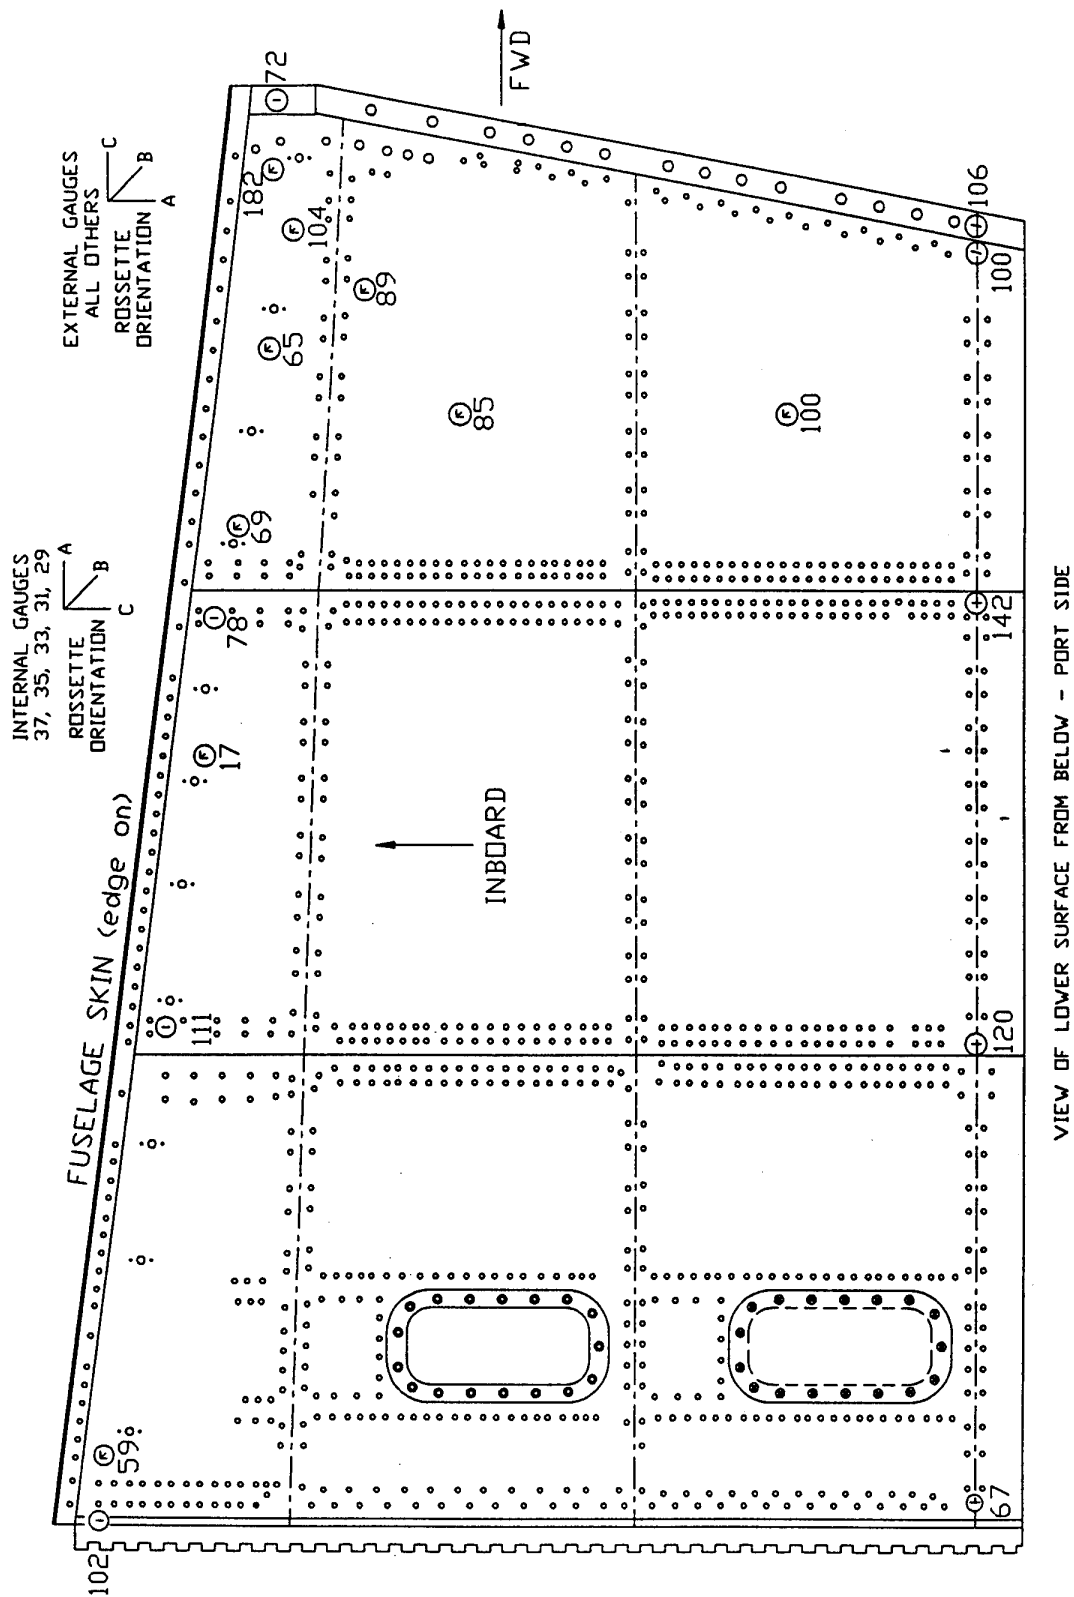 INTERNAL GAUGES
37, 35, 33, 31, 29
ROSSETTE
ORIENTATION
A
B
C
EXTERNAL GAUGES
ALL OTHERS
ROSSETTE
ORIENTATION
C
B
A
FWD
FUSELAGE SKIN (edge on)
INBOARD
72
182
104
89
65
85
100
69
78
17
111
59
102
106
100
142
120
67
VIEW OF LOWER SURFACE FROM BELOW - PORT SIDE